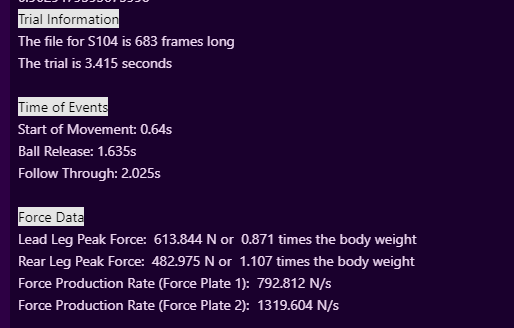 Trial Information
The file for S104 is 683 frames long
The trial is 3.415 seconds
Time of Events
Start of Movement: 0.64s
Ball Release: 1.635s
Follow Through: 2.025s
Force Data
Lead Leg Peak Force:  613.844 N or  0.871 times the body weight
Rear Leg Peak Force:  482.975 N or  1.107 times the body weight
Force Production Rate (Force Plate 1):  792.812 N/s
Force Production Rate (Force Plate 2):  1319.604 N/s